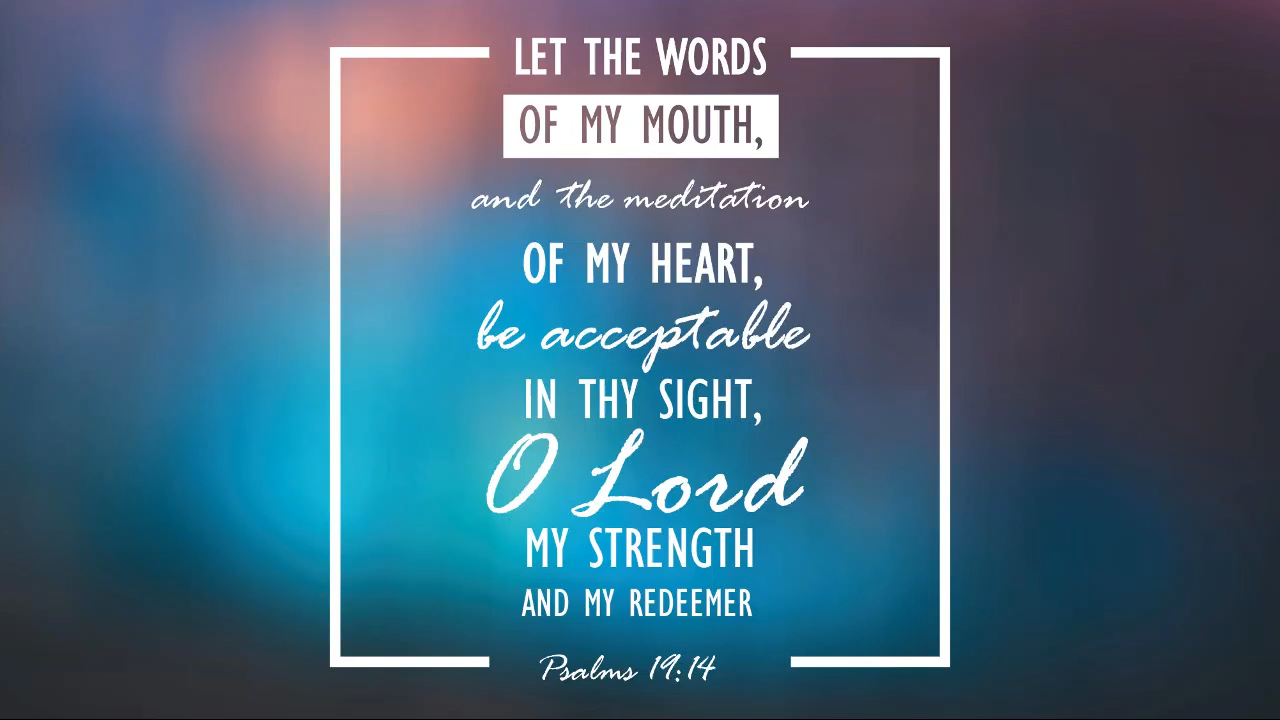 LET THE WORDS
OF MY MOUTH,
and the meditation
OF MY HEART,
be acceptable
IN THY SIGHT,
O Lord
MY STRENGTH
AND MY REDEEMER
Psalms 19:14